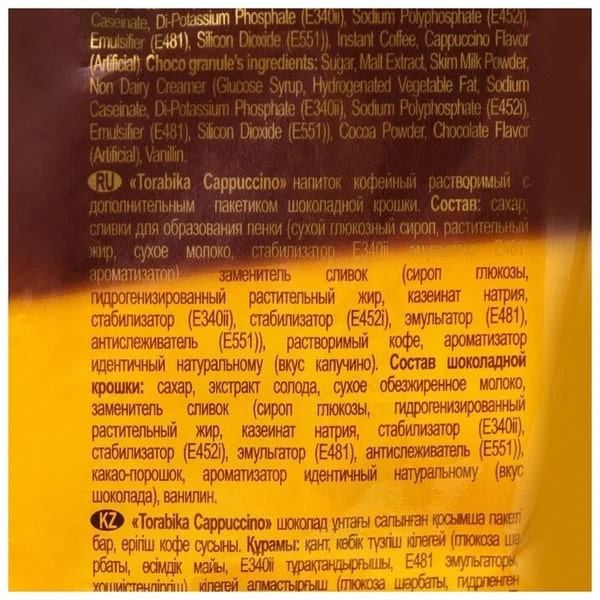 Caseinate, Di-Potassium Phosphate (E340ii), Sodium Polyphosphate (E452i),
Emulsifier (E481), Silicon Dioxide (E551)), Instant Coffee, Cappuccino Flavor
(Artificial). Choco granule's ingredients: Sugar, Malt Extract, Skim Milk Powder,
Non Dairy Creamer (Glucose Syrup, Hydrogenated Vegetable Fat, Sodium
Caseinate, Di-Potassium Phosphate (E340ii), Sodium Polyphosphate (E452i),
Emulsifier (E481), Silicon Dioxide (E551)), Cocoa Powder, Chocolate Flavor
(Artificial), Vanillin.
RU «Torabika Cappuccino» напиток кофейный растворимый с
дополнительным пакетиком шоколадной крошки. Состав: сахар,
сливки для образования пенки (сухой глюкозный сироп, растительный
жир, сухое молоко, стабилизатор E340ii, эмульгатор E481,
ароматизатор) заменитель сливок (сироп глюкозы,
гидрогенизированный растительный жир, казеинат натрия,
стабилизатор (E340ii), стабилизатор (E452i), эмульгатор (E481),
антислеживатель (E551)), растворимый кофе, ароматизатор
идентичный натуральному (вкус капучино). Состав шоколадной
крошки: сахар, экстракт солода, сухое обезжиренное молоко,
заменитель сливок (сироп глюкозы, гидрогенизированный
растительный жир, казеинат натрия, стабилизатор (E340ii),
стабилизатор (E452i), эмульгатор (E481), антислеживатель (E551)),
какао-порошок, ароматизатор идентичный натуральному (вкус
шоколада), ванилин.
KZ «Torabika Cappuccino» шоколад ұнтағы салынған қосымша пакеті
бар, ерігіш кофе сусыны. Құрамы: қант, көбік түзгіш кілегей (глюкоза ша
рбаты, өсімдік майы, E340ii тұрақтандырғышы, E481 эмульгаторы,
хошиістендіргіш) кілегей алмастырғыш (глюкоза шәрбаты, гидрленген